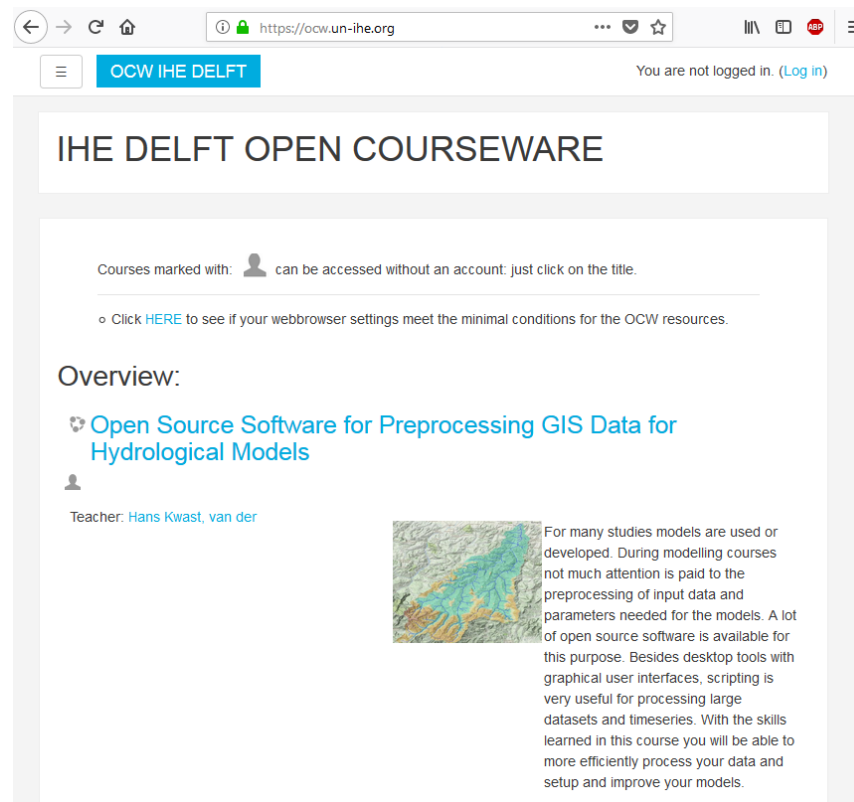 https://ocw.un-ihe.org
ABP
OCW IHE DELFT
You are not logged in. (Log in)
IHE DELFT OPEN COURSEWARE
Courses marked with: can be accessed without an account: just click on the title.
Click HERE to see if your webbrowser settings meet the minimal conditions for the OCW resources.
Overview:
Open Source Software for Preprocessing GIS Data for
Hydrological Models
Teacher: Hans Kwast, van der
For many studies models are used or
developed. During modelling courses
not much attention is paid to the
preprocessing of input data and
parameters needed for the models. A lot
of open source software is available for
this purpose. Besides desktop tools with
graphical user interfaces, scripting is
very useful for processing large
datasets and timeseries. With the skills
learned in this course you will be able to
more efficiently process your data and
setup and improve your models.